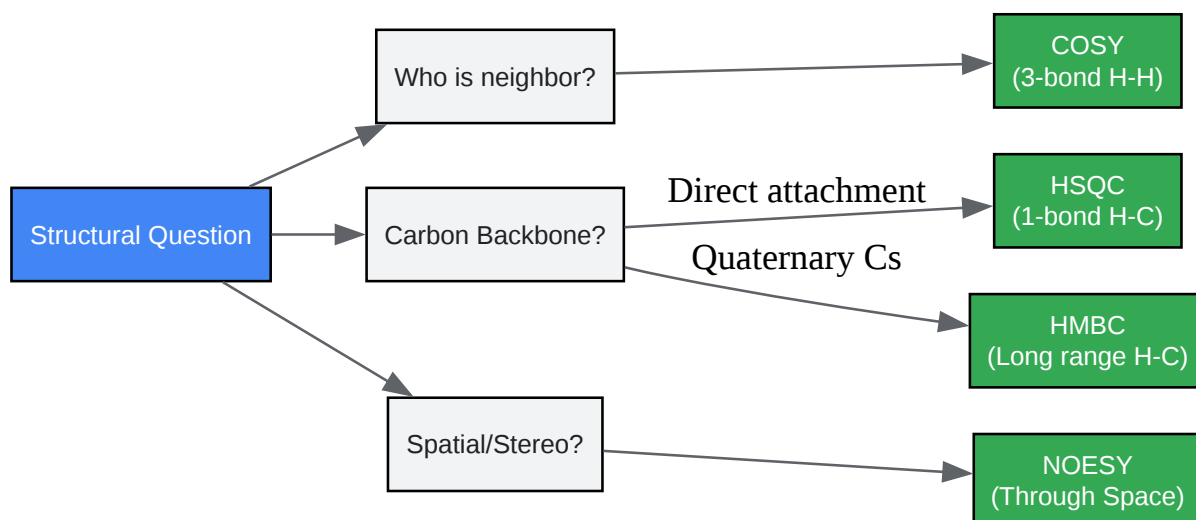 Structural Question
Who is neighbor?
Carbon Backbone?
Spatial/Stereo?
Direct attachment
Quaternary Cs
COSY
(3-bond H-H)
HSQC
(1-bond H-C)
HMBC
(Long range H-C)
NOESY
(Through Space)